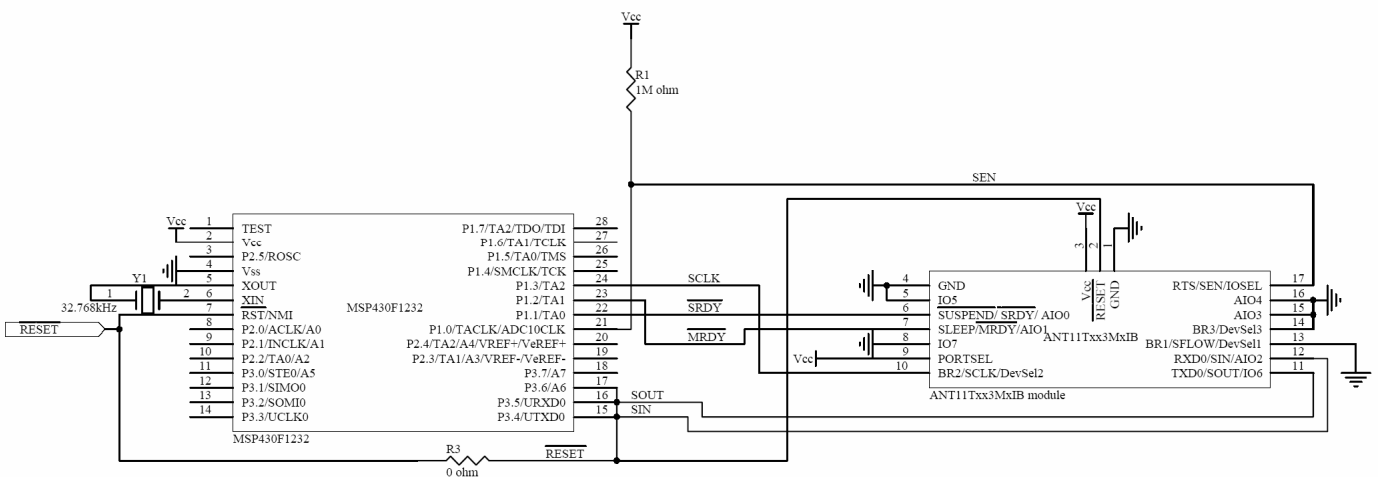 Vcc
R1
1M ohm
SEN
Vcc
Vcc
3
2
1
Vcc
RESET
GND
Y1
1
2
32.768kHz
RESET
1 TEST
2 Vcc
3 P2.5/ROSC
4 Vss
5 XOUT
6 XIN
7 RST/NMI
8 P2.0/ACLK/A0
9 P2.1/INCLK/A1
10 P2.2/TA0/A2
11 P3.0/STE0/A5
12 P3.1/SIMO0
13 P3.2/SOMI0
14 P3.3/UCLK0
MSP430F1232
P1.7/TA2/TDO/TDI 28
P1.6/TA1/TCLK 27
P1.5/TA0/TMS 26
P1.4/SMCLK/TCK 25
P1.3/TA2 24
P1.2/TA1 23
P1.1/TA0 22
P1.0/TACLK/ADC10CLK 21
P2.4/TA2/A4/VREF+/VeREF+ 20
P2.3/TA1/A3/VREF-/VeREF- 19
P3.7/A7 18
P3.6/A6 17
P3.5/URXD0 16
P3.4/UTXD0 15
MSP430F1232
SCLK
SRDY
MRDY
SOUT
SIN
Vcc
4 GND
5 IO5
6 SUSPEND/ SRDY/ AIO0
7 SLEEP/MRDY/AIO1
8 IO7
9 PORTSEL
10 BR2/SCLK/DevSel2
ANT11Txx3MxIB
RTS/SEN/IOSEL 17
AIO4 16
AIO3 15
BR3/DevSel3 14
BR1/SFLOW/DevSel1 13
RXD0/SIN/AIO2 12
TXD0/SOUT/IO6 11
ANT11Txx3MxIB module
R3
0 ohm
RESET